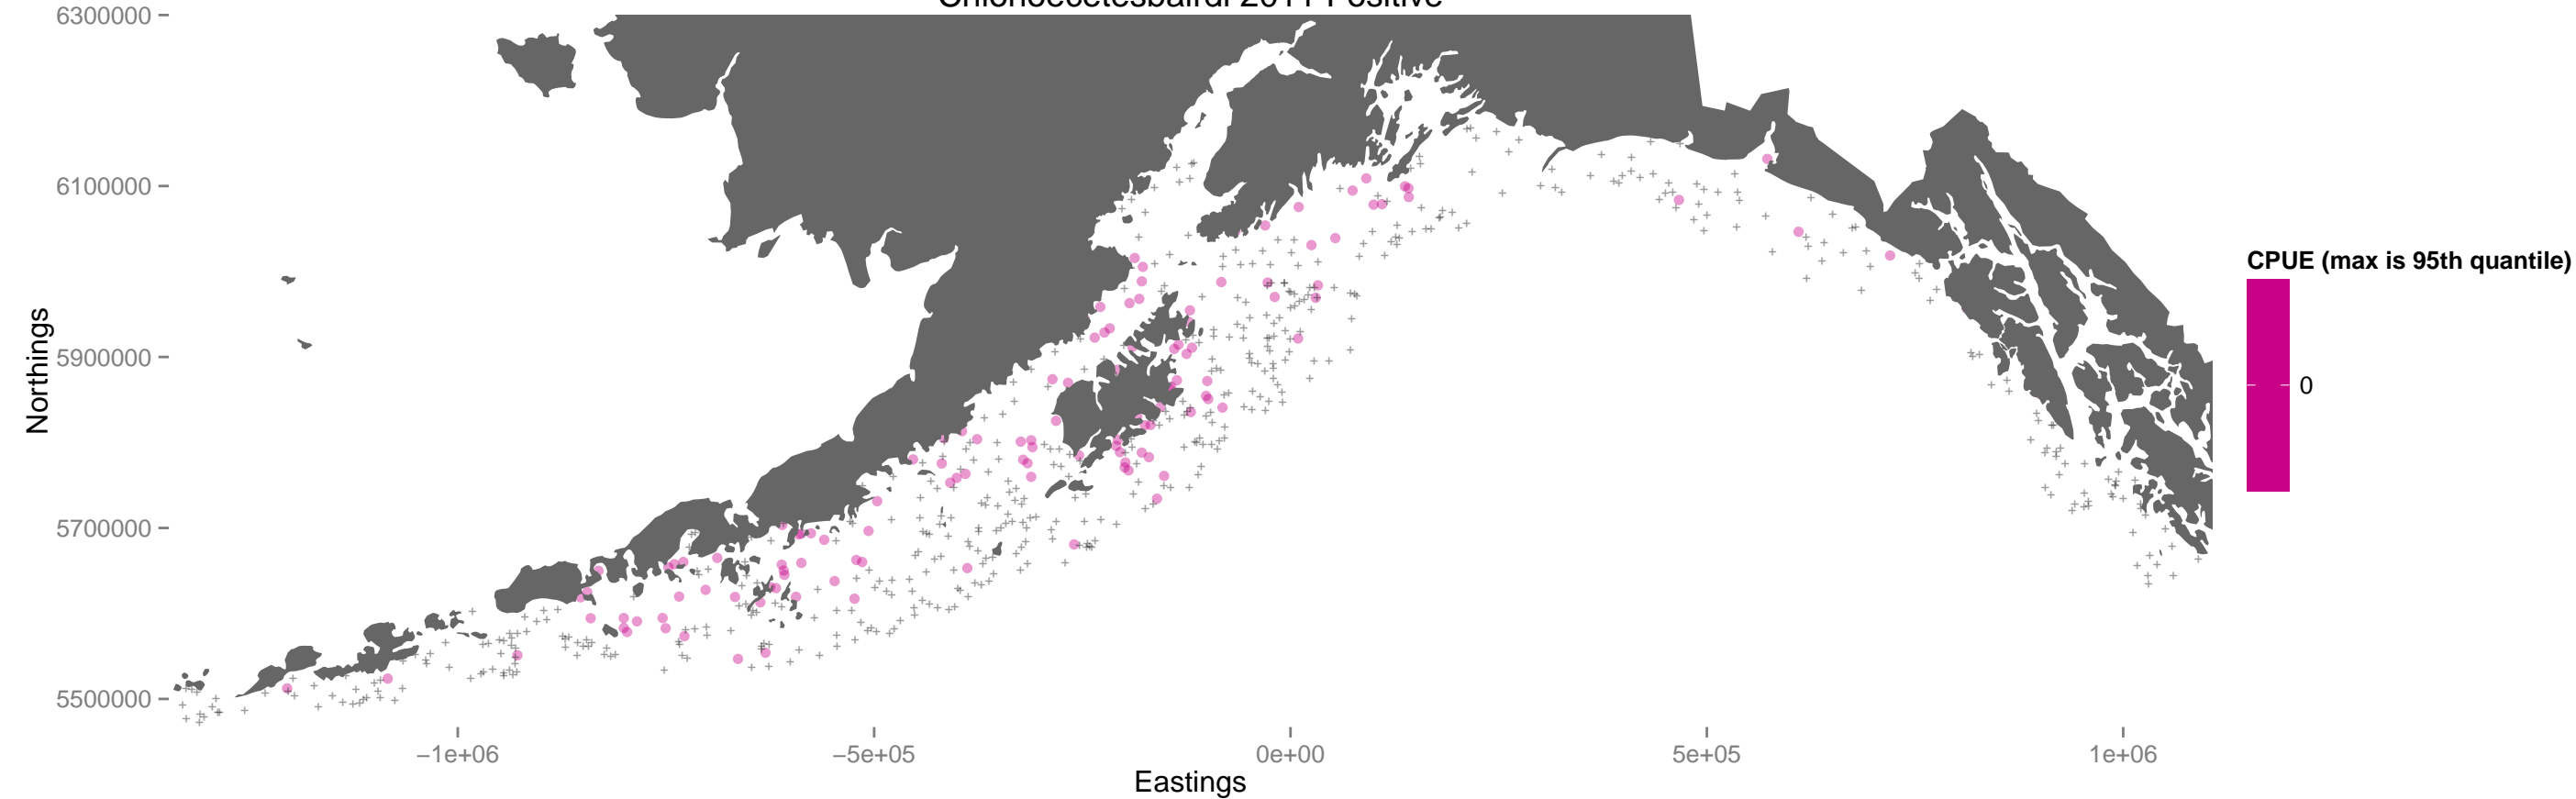 Chionoecetesbairdi 2011 Positive
6300000
6100000
5900000
5700000
5500000
Northings
−1e+06
−5e+05
0e+00
5e+05
1e+06
Eastings
CPUE (max is 95th quantile)
0